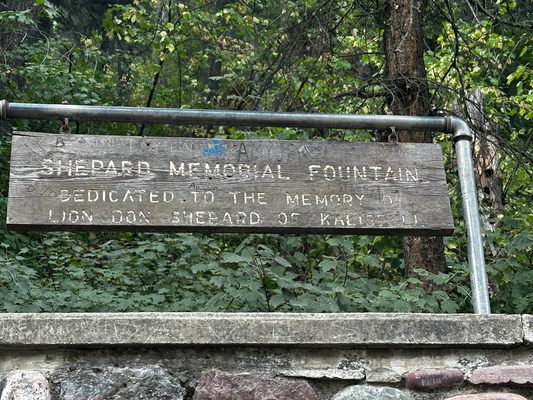 SHEPARD MEMORIAL FOUNTAIN
DEDICATED TO THE MEMORY OF
LION DON SHEPARD OF KALISPELL